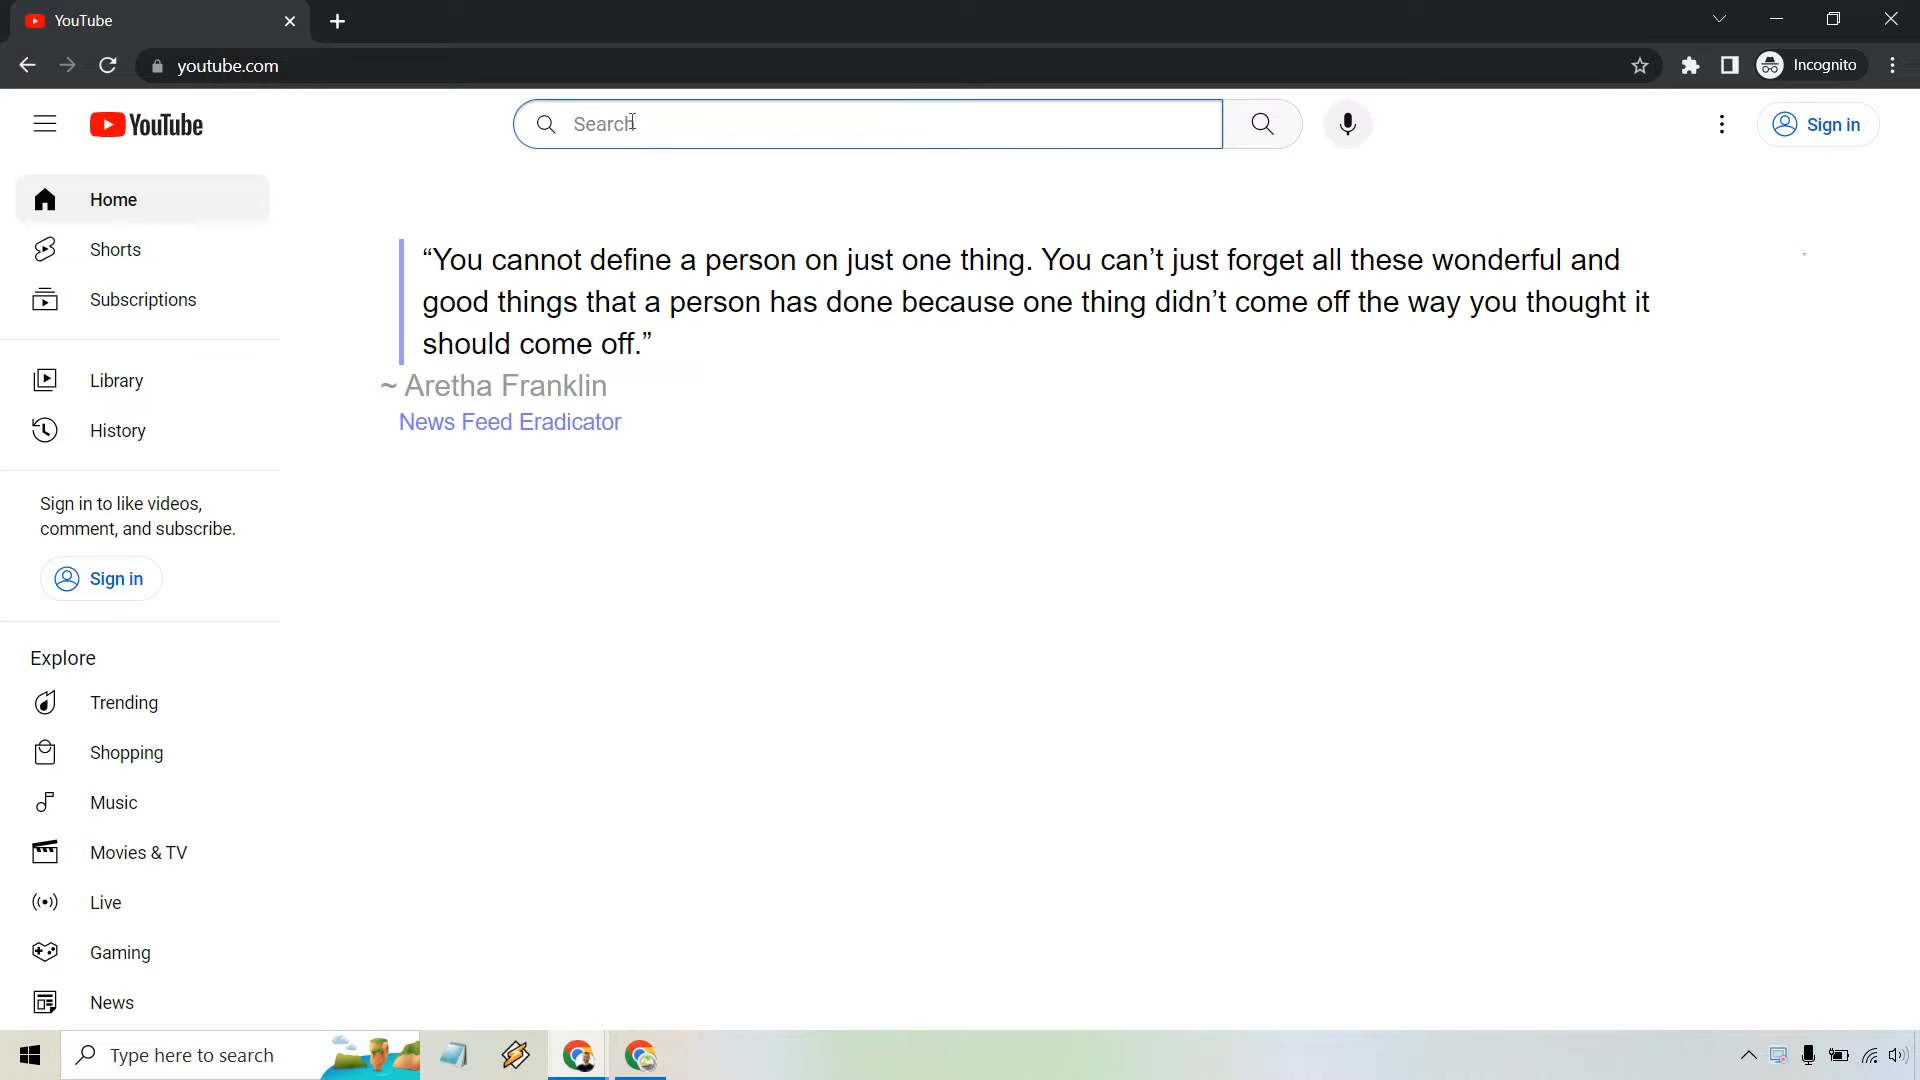 YouTube
youtube.com
Incognito
YouTube
Search
Sign in
Home
Shorts
Subscriptions
Library
History
Sign in to like videos,
comment, and subscribe.
Sign in
Explore
Trending
Shopping
Music
Movies & TV
Live
Gaming
News
“You cannot define a person on just one thing. You can’t just forget all these wonderful and
good things that a person has done because one thing didn’t come off the way you thought it
should come off.”
~ Aretha Franklin
News Feed Eradicator
Type here to search